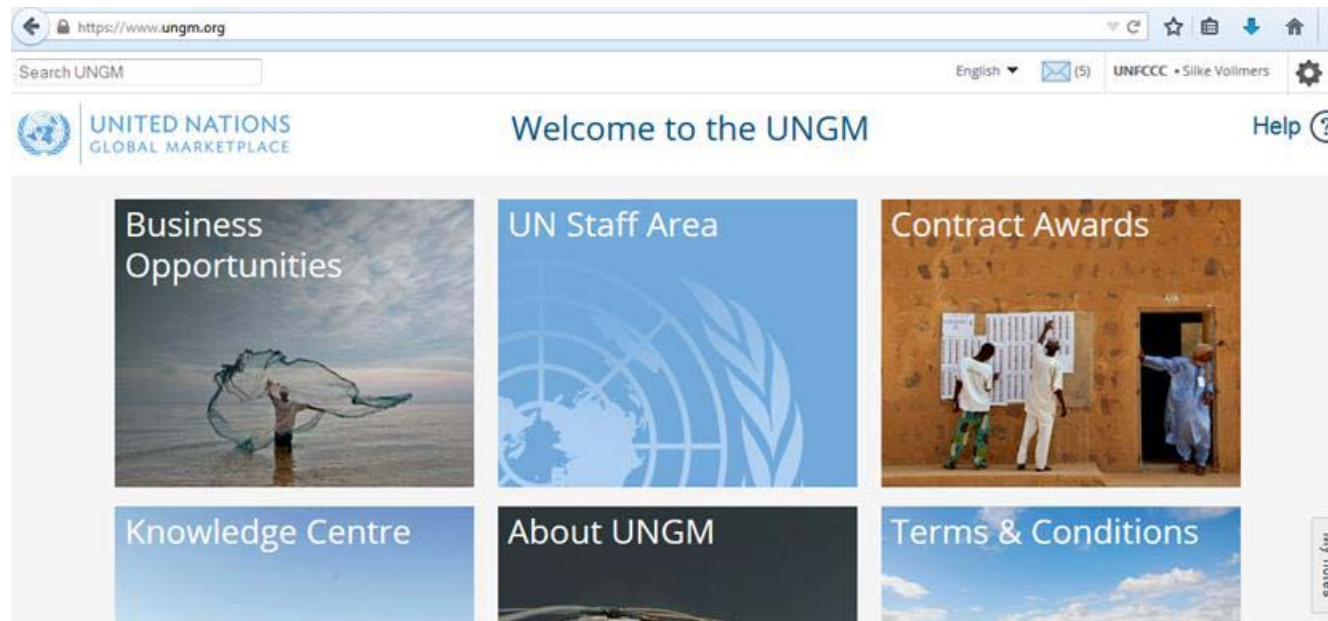 https://www.ungm.org
Search UNGM
English
(5)
UNFCCC • Silke Vollmers
UNITED NATIONS
GLOBAL MARKETPLACE
Welcome to the UNGM
Help ?
Business
Opportunities
UN Staff Area
Contract Awards
Knowledge Centre
About UNGM
Terms & Conditions
My notes